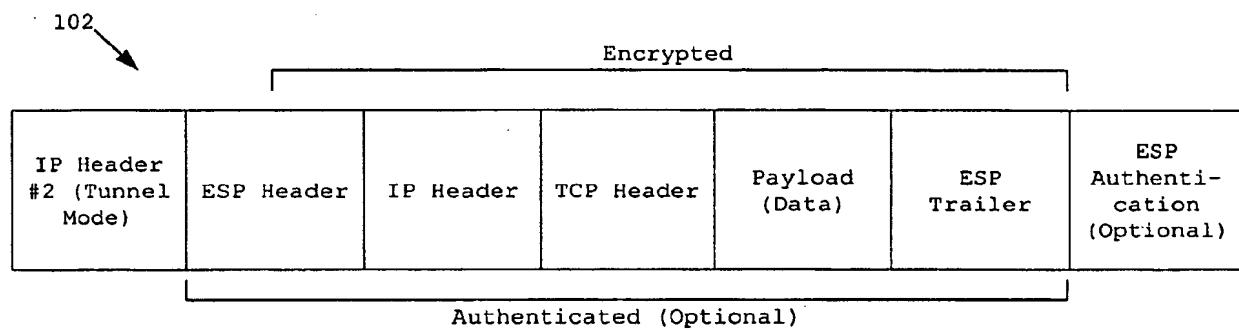 102
Encrypted
IP Header
#2 (Tunnel
Mode)
ESP Header
IP Header
TCP Header
Payload
(Data)
ESP
Trailer
ESP
Authenti-
cation
(Optional)
Authenticated (Optional)